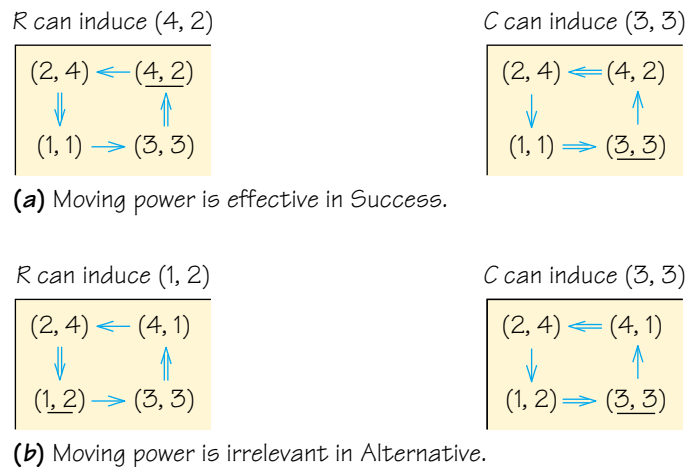 R can induce (4, 2)
C can induce (3, 3)
(2, 4) (4, 2)
(2, 4) (4, 2)
(1, 1) (3, 3)
(1, 1) (3, 3)
(a) Moving power is effective in Success.
R can induce (1, 2)
C can induce (3, 3)
(2, 4) (4, 1)
(2, 4) (4, 1)
(1, 2) (3, 3)
(1, 2) (3, 3)
(b) Moving power is irrelevant in Alternative.